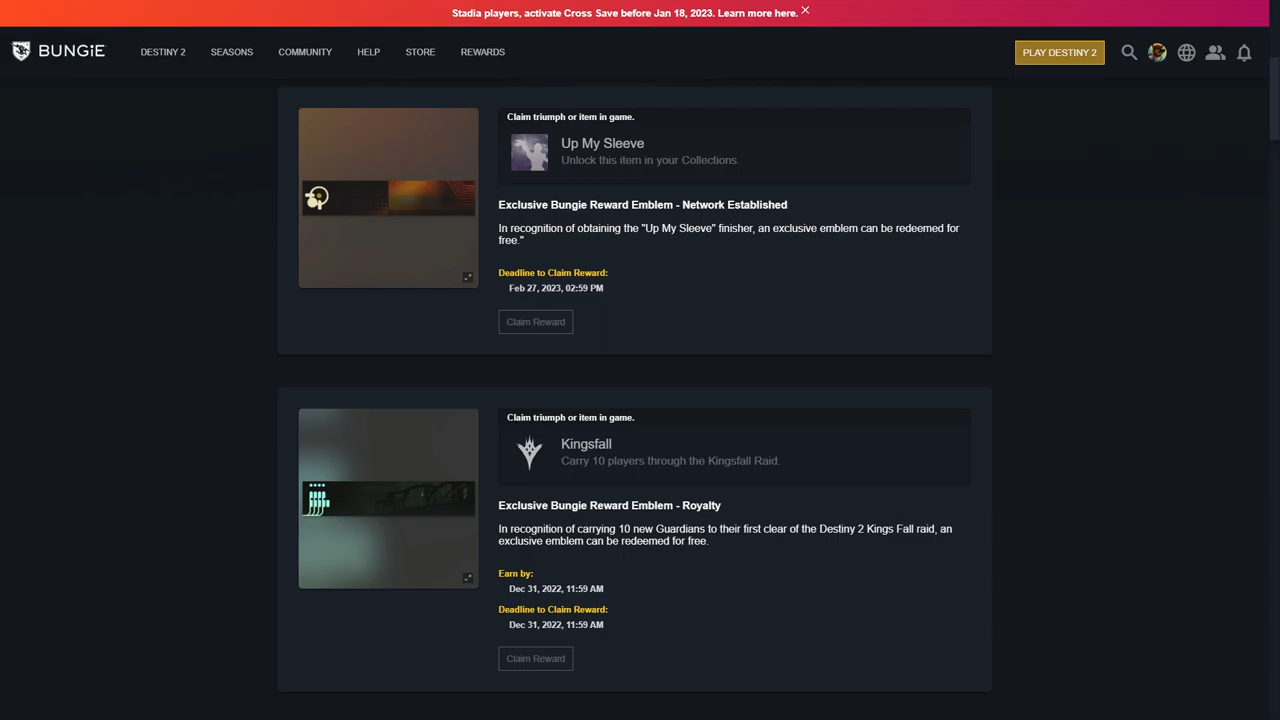 Stadia players, activate Cross Save before Jan 18, 2023. Learn more here.
BUNGiE
DESTINY 2 SEASONS COMMUNITY HELP STORE REWARDS PLAY DESTINY 2
Claim triumph or item in game.
Up My Sleeve
Unlock this item in your Collections.
Exclusive Bungie Reward Emblem - Network Established
In recognition of obtaining the "Up My Sleeve" finisher, an exclusive emblem can be redeemed for
free."
Deadline to Claim Reward:
Feb 27, 2023, 02:59 PM
Claim Reward
Claim triumph or item in game.
Kingsfall
Carry 10 players through the Kingsfall Raid.
Exclusive Bungie Reward Emblem - Royalty
In recognition of carrying 10 new Guardians to their first clear of the Destiny 2 Kings Fall raid, an
exclusive emblem can be redeemed for free.
Earn by:
Dec 31, 2022, 11:59 AM
Deadline to Claim Reward:
Dec 31, 2022, 11:59 AM
Claim Reward